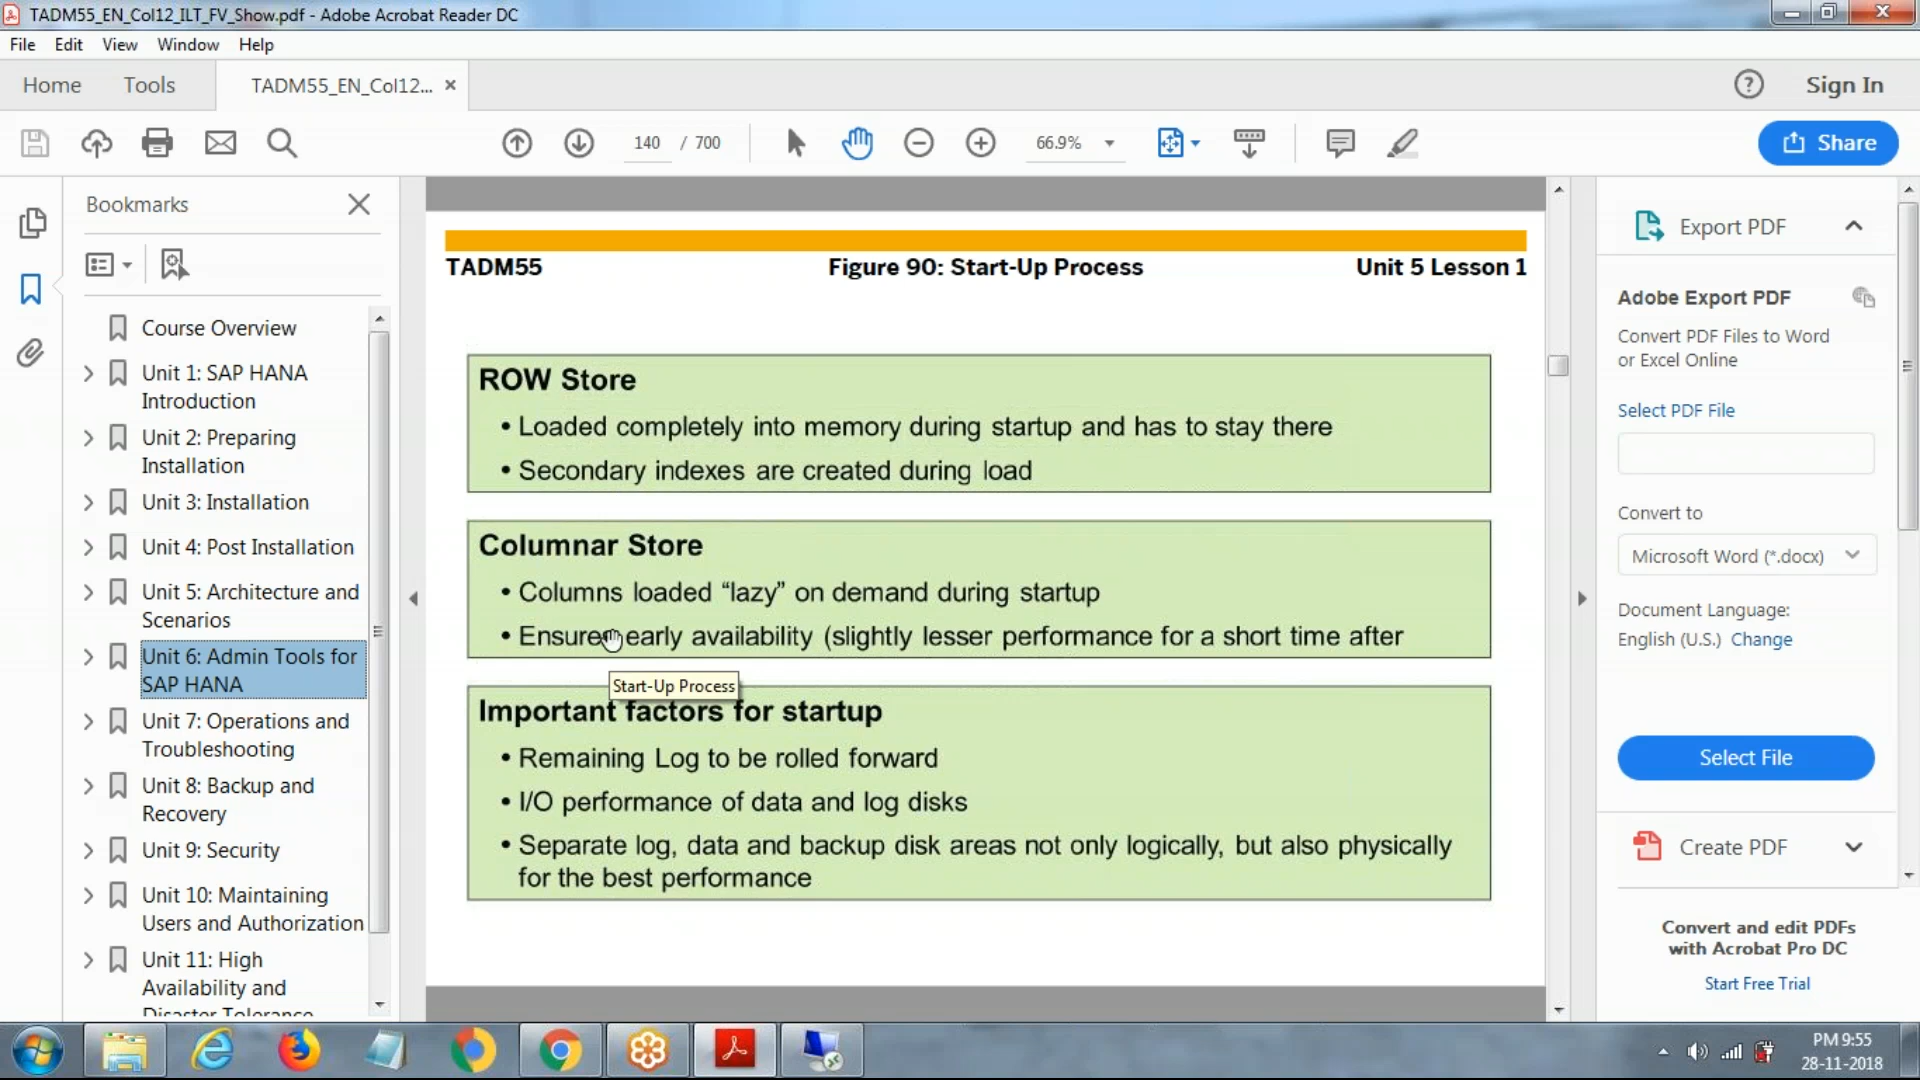 TADM55_EN_Col12_ILT_FV_Show.pdf - Adobe Acrobat Reader DC
File Edit View Window Help
Home Tools TADM55_EN_Col12... Sign In
140 / 700 66.9% Share
Bookmarks
Course Overview
Unit 1: SAP HANA
Introduction
Unit 2: Preparing
Installation
Unit 3: Installation
Unit 4: Post Installation
Unit 5: Architecture and
Scenarios
Unit 6: Admin Tools for
SAP HANA
Unit 7: Operations and
Troubleshooting
Unit 8: Backup and
Recovery
Unit 9: Security
Unit 10: Maintaining
Users and Authorization
Unit 11: High
Availability and
Disaster Tolerance
TADM55 Figure 90: Start-Up Process Unit 5 Lesson 1
ROW Store
• Loaded completely into memory during startup and has to stay there
• Secondary indexes are created during load
Columnar Store
• Columns loaded “lazy” on demand during startup
• Ensures early availability (slightly lesser performance for a short time after
Start-Up Process
Important factors for startup
• Remaining Log to be rolled forward
• I/O performance of data and log disks
• Separate log, data and backup disk areas not only logically, but also physically
for the best performance
Export PDF
Adobe Export PDF
Convert PDF Files to Word
or Excel Online
Select PDF File
Convert to
Microsoft Word (*.docx)
Document Language:
English (U.S.) Change
Select File
Create PDF
Convert and edit PDFs
with Acrobat Pro DC
Start Free Trial
PM 9:55
28-11-2018